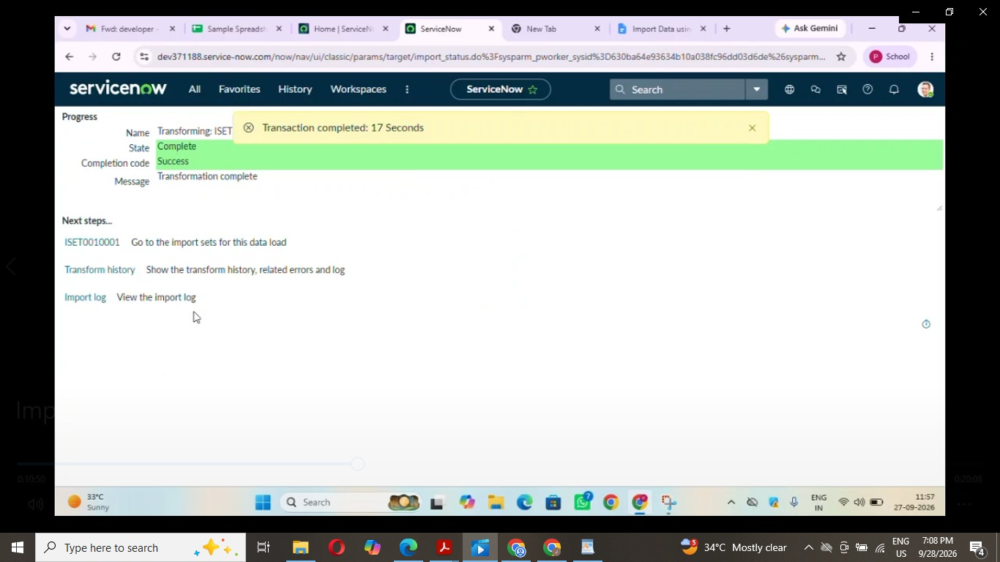 Fwd: developer -
Sample Spreadsh
Home | ServiceN
ServiceNow
New Tab
Import Data usin
Ask Gemini
dev371188.service-now.com/now/nav/ui/classic/params/target/import_status.do%3Fsysparm_pworker_sysid%3D630ba64e93634b10a038fc96dd03d6de%26sysparm...
P School
servicenow
All
Favorites
History
Workspaces
ServiceNow
Search
Progress
Transaction completed: 17 Seconds
Name Transforming: ISET
State Complete
Completion code Success
Message Transformation complete
Next steps...
ISET0010001 Go to the import sets for this data load
Transform history Show the transform history, related errors and log
Import log View the import log
Imp
0:10:50
0:20:08
33°C
Sunny
Search
7
ENG
IN
11:57
27-09-2026
Type here to search
5
34°C Mostly clear
ENG
US
7:08 PM
9/28/2026
4